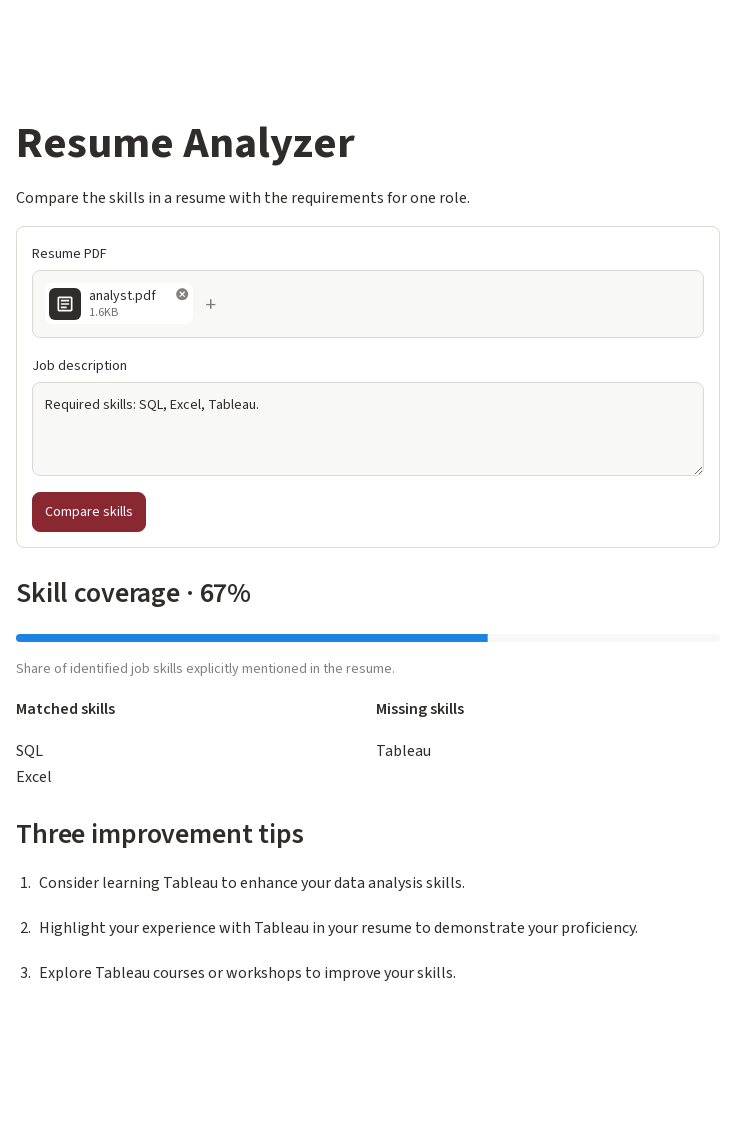 Resume Analyzer
Compare the skills in a resume with the requirements for one role.
Resume PDF
analyst.pdf
1.6KB
+
Job description
Required skills: SQL, Excel, Tableau.
Compare skills
Skill coverage · 67%
Share of identified job skills explicitly mentioned in the resume.
Matched skills
SQL
Excel
Missing skills
Tableau
Three improvement tips
1. Consider learning Tableau to enhance your data analysis skills.
2. Highlight your experience with Tableau in your resume to demonstrate your proficiency.
3. Explore Tableau courses or workshops to improve your skills.